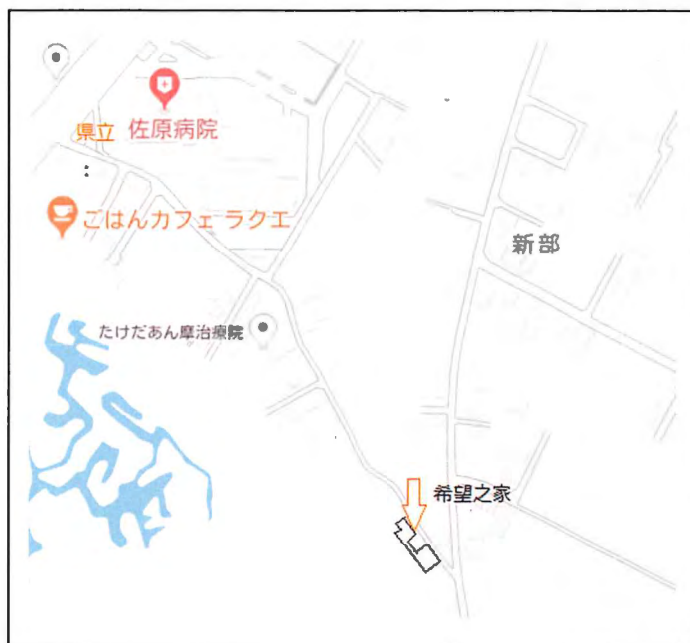 県立
佐原病院
ごはんカフェ ラクエ
新部
たけだあん摩治療院
希望之家